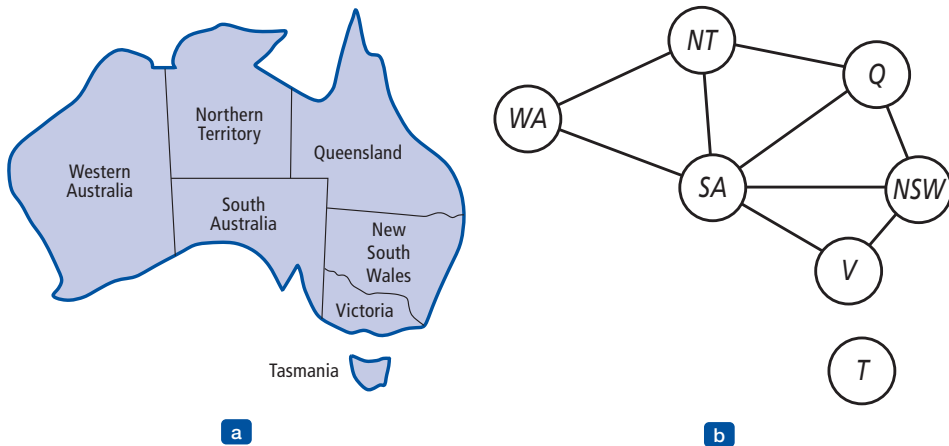 Northern
Territory
Western
Australia
Queensland
South
Australia
New
South
Wales
Victoria
Tasmania
a
NT
Q
WA
SA
NSW
V
T
b